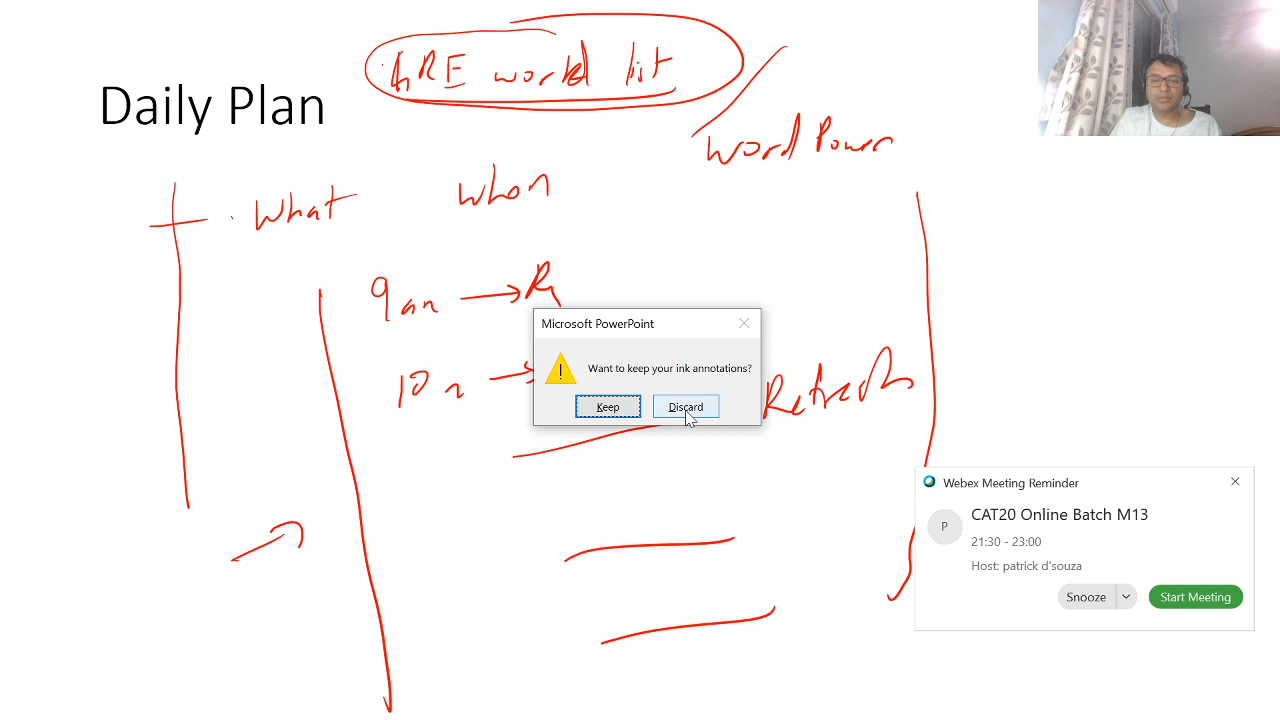 GRE world list
Daily Plan
Word Power
What when
9 am → R
Microsoft PowerPoint
Want to keep your ink annotations?
10 a →
Keep Discard
Webex Meeting Reminder
P
CAT20 Online Batch M13
21:30 - 23:00
Host: patrick d'souza
Snooze
Start Meeting